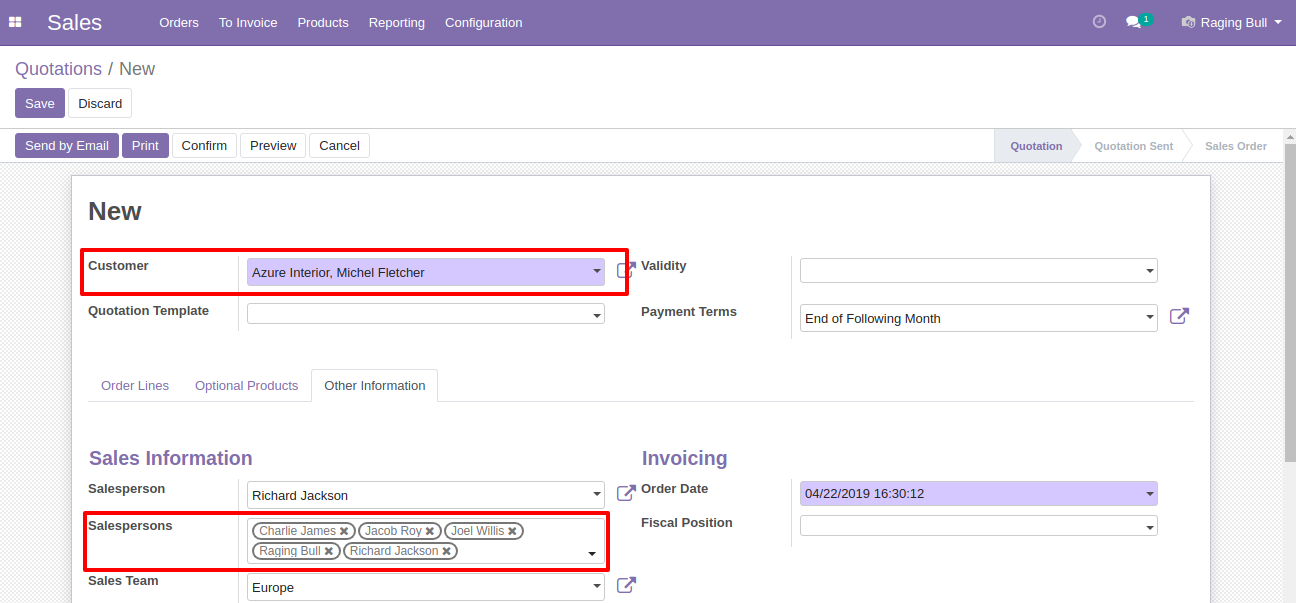 Sales Orders To Invoice Products Reporting Configuration 1 Raging Bull
Quotations / New
Save Discard
Send by Email Print Confirm Preview Cancel Quotation Quotation Sent Sales Order
New
Customer Azure Interior, Michel Fletcher Validity
Quotation Template Payment Terms End of Following Month
Order Lines Optional Products Other Information
Sales Information Invoicing
Salesperson Richard Jackson Order Date 04/22/2019 16:30:12
Salespersons Charlie James Jacob Roy Joel Willis Fiscal Position
Raging Bull Richard Jackson
Sales Team Europe